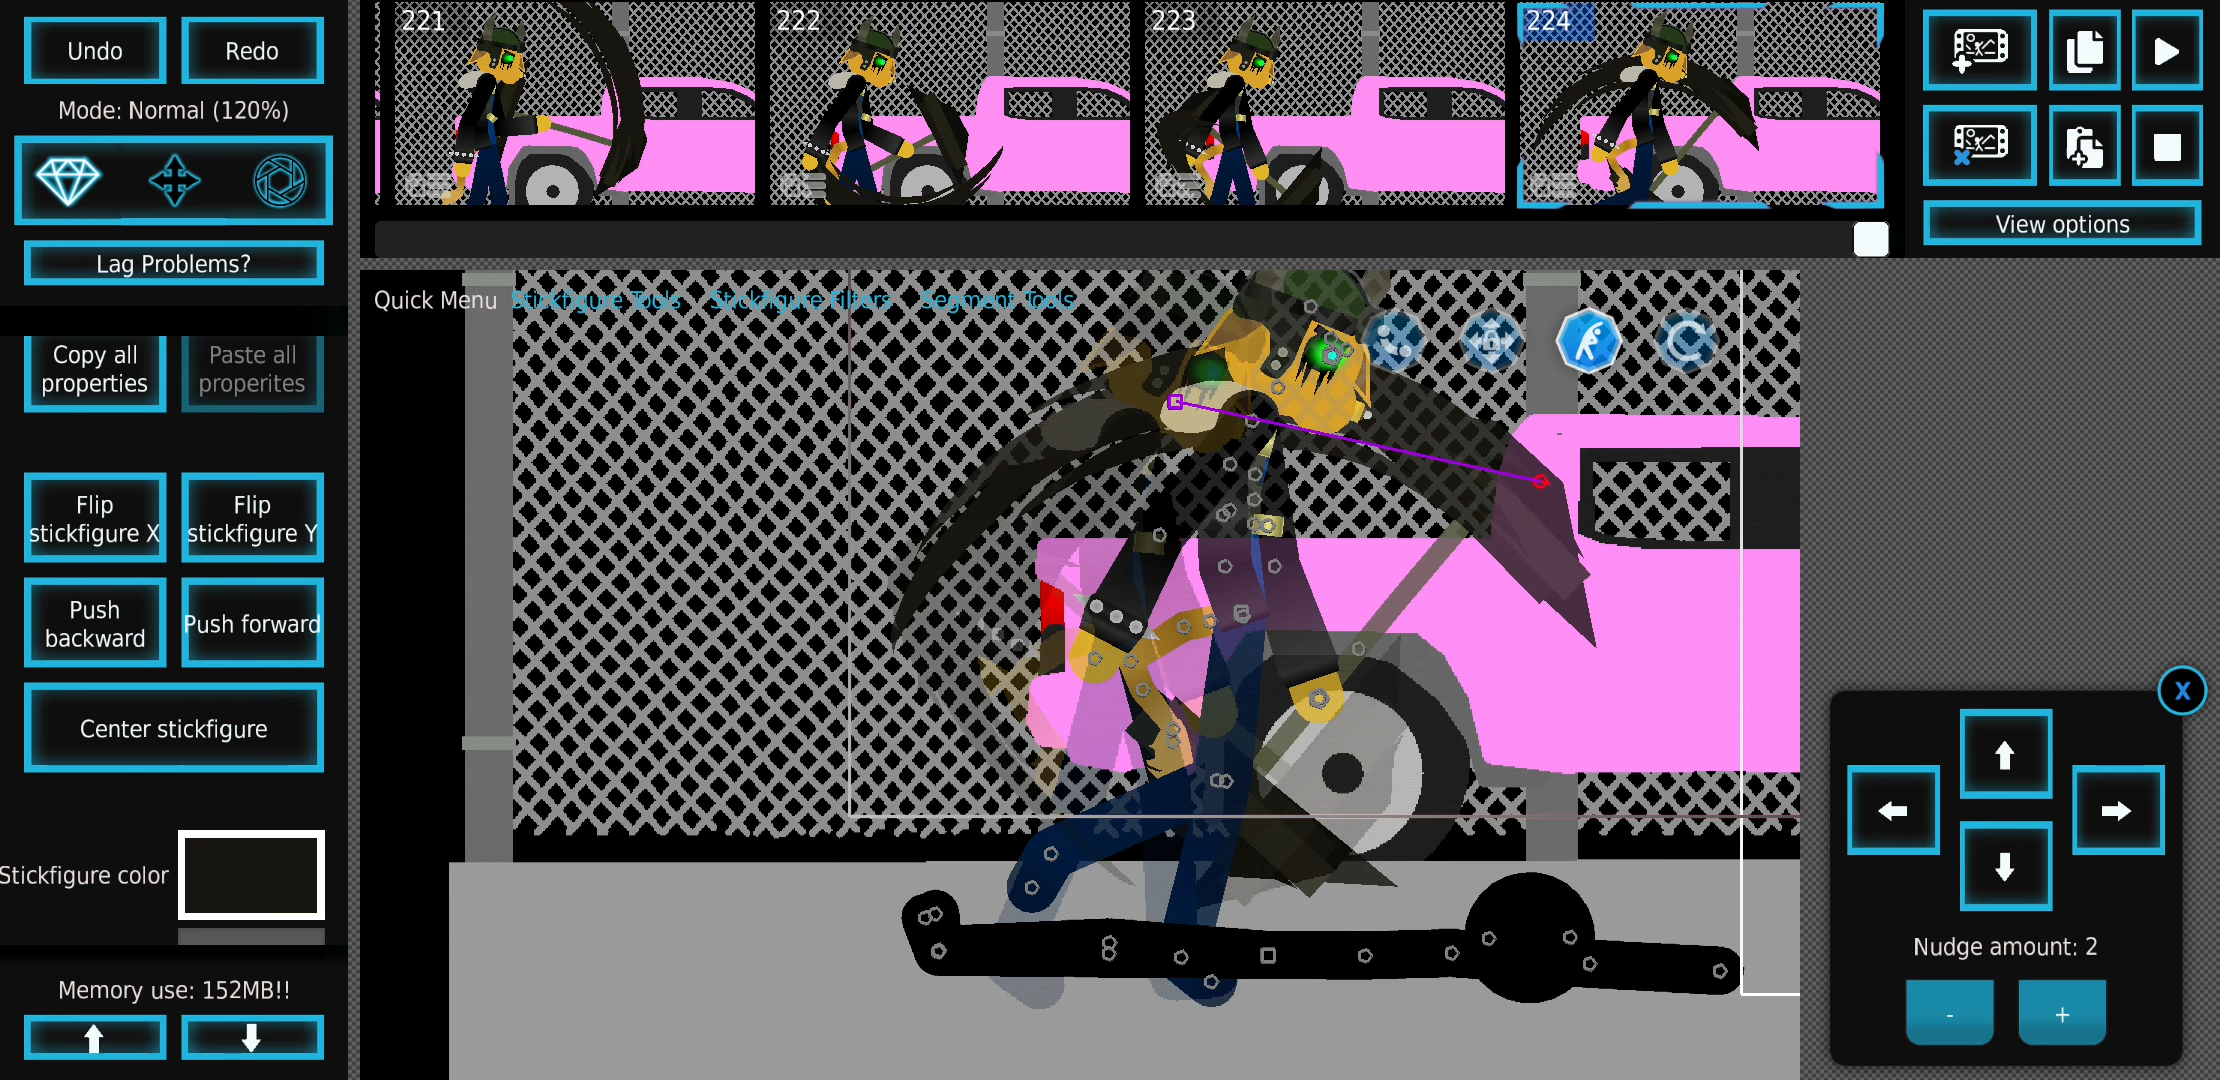 Undo
Redo
Mode: Normal (120%)
Lag Problems?
Copy all
properties
Paste all
properites
Flip
stickfigure X
Flip
stickfigure Y
Push
backward
Push forward
Center stickfigure
Stickfigure color
Memory use: 152MB!!
221
222
223
224
View options
Quick Menu
Stickfigure Tools
Stickfigure Filters
Segment Tools
X
Nudge amount: 2
-
+